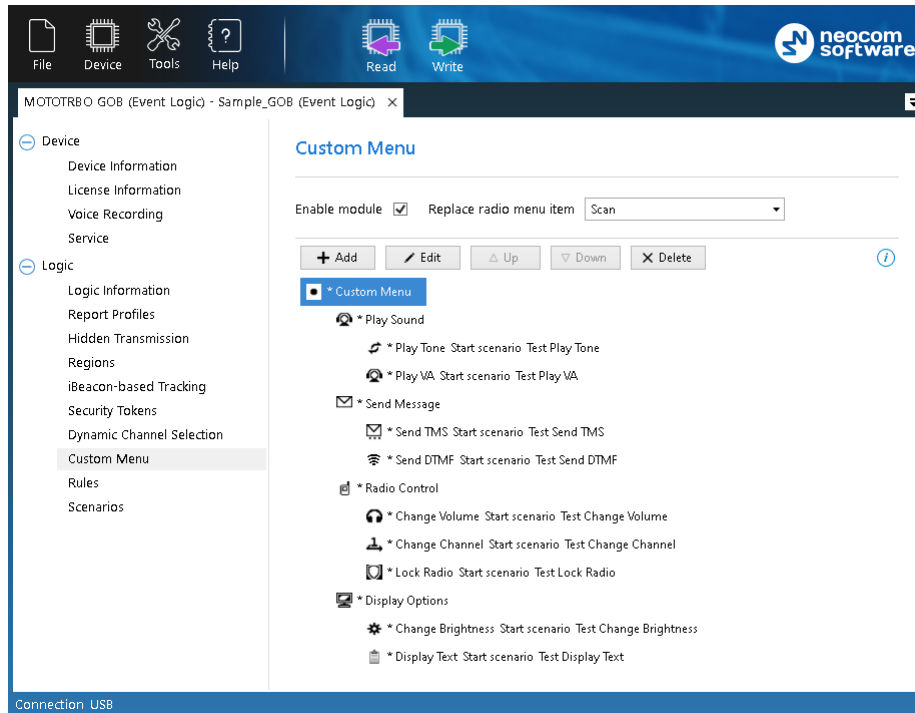 File Device Tools Help Read Write
neocom
software
MOTOTRBO GOB (Event Logic) - Sample_GOB (Event Logic) ×
Device
Device Information
License Information
Voice Recording
Service
Logic
Logic Information
Report Profiles
Hidden Transmission
Regions
iBeacon-based Tracking
Security Tokens
Dynamic Channel Selection
Custom Menu
Rules
Scenarios
Custom Menu
Enable module Replace radio menu item Scan
Add Edit Up Down Delete
* Custom Menu
* Play Sound
* Play Tone Start scenario Test Play Tone
* Play VA Start scenario Test Play VA
* Send Message
* Send TMS Start scenario Test Send TMS
* Send DTMF Start scenario Test Send DTMF
* Radio Control
* Change Volume Start scenario Test Change Volume
* Change Channel Start scenario Test Change Channel
* Lock Radio Start scenario Test Lock Radio
* Display Options
* Change Brightness Start scenario Test Change Brightness
* Display Text Start scenario Test Display Text
Connection USB